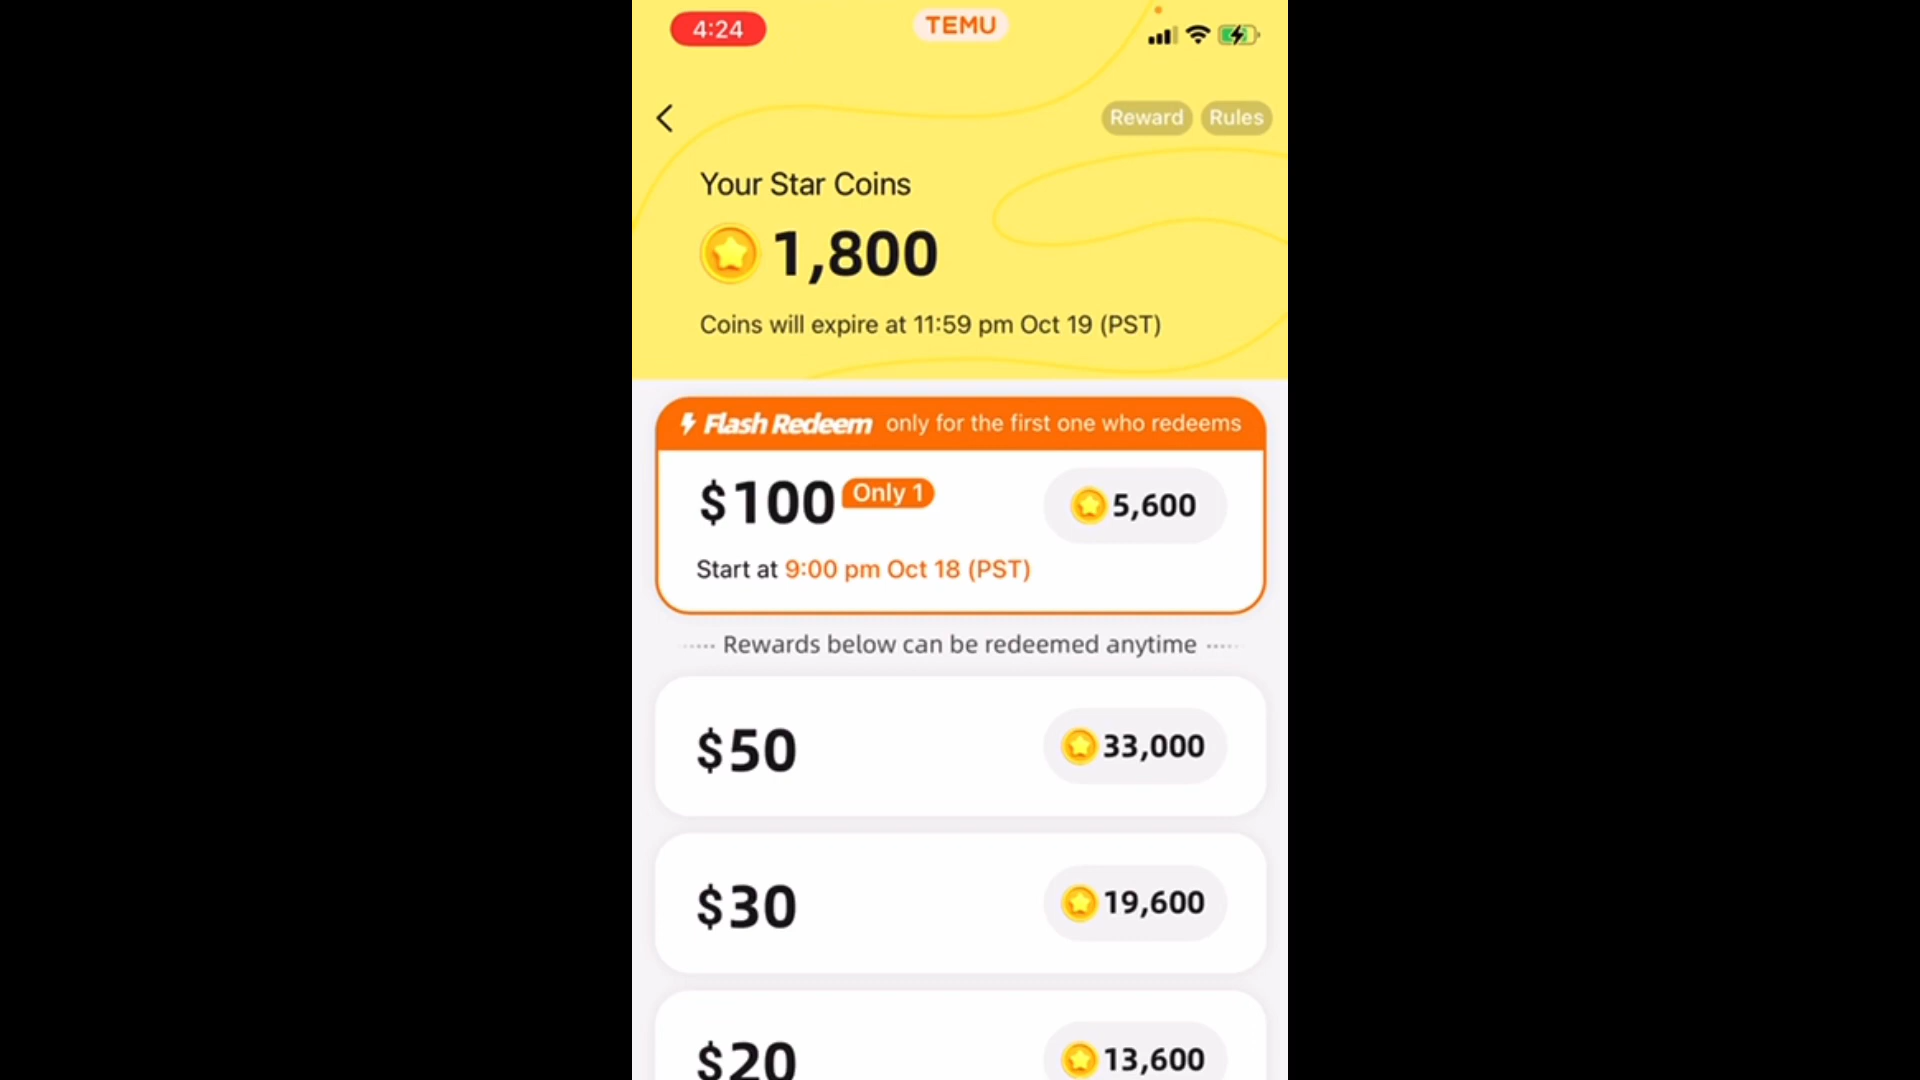 4:24
TEMU
Reward
Rules
Your Star Coins
1,800
Coins will expire at 11:59 pm Oct 19 (PST)
Flash Redeem only for the first one who redeems
$100 Only 1
5,600
Start at 9:00 pm Oct 18 (PST)
Rewards below can be redeemed anytime
$50
33,000
$30
19,600
$20
13,600